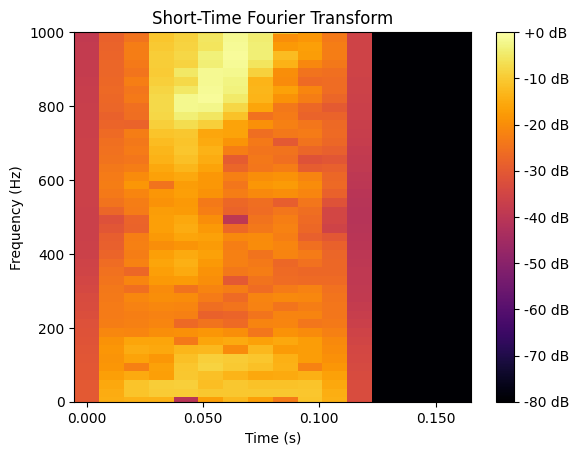 Short-Time Fourier Transform
1000
800
600
400
200
0
Frequency (Hz)
0.000
0.050
0.100
0.150
Time (s)
+0 dB
-10 dB
-20 dB
-30 dB
-40 dB
-50 dB
-60 dB
-70 dB
-80 dB